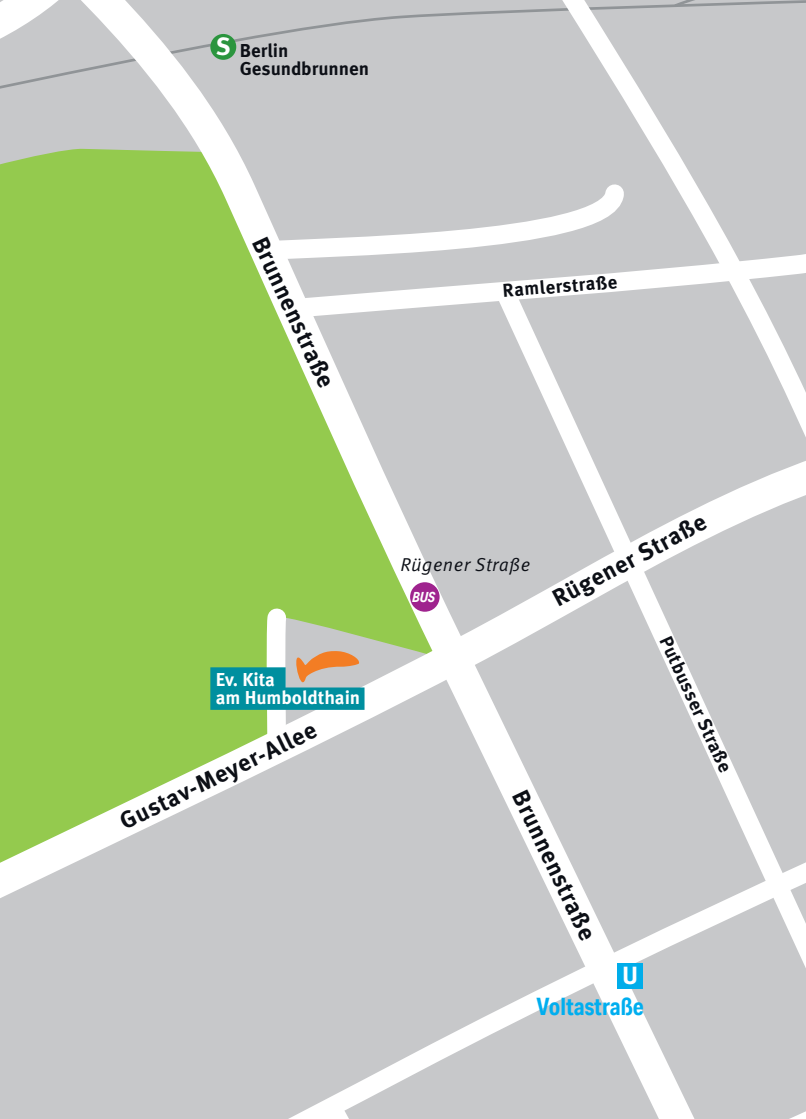 S Berlin
Gesundbrunnen
Brunnenstraße
Ramlerstraße
Rügener Straße
BUS
Rügener Straße
Ev. Kita
am Humboldthain
Putbusser Straße
Gustav-Meyer-Allee
Brunnenstraße
U
Voltastraße